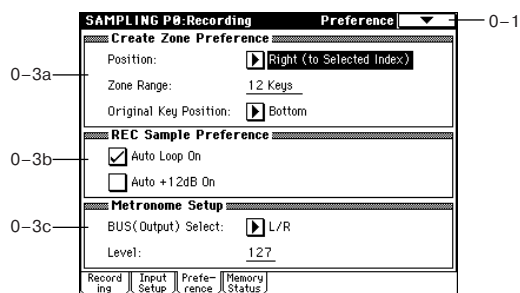 SAMPLING P0:Recording Preference
0–1
Create Zone Preference
0–3a
Position: Right (to Selected Index)
Zone Range: 12 Keys
Original Key Position: Bottom
REC Sample Preference
0–3b
Auto Loop On
Auto +12dB On
Metronome Setup
0–3c
BUS(Output) Select: L/R
Level: 127
Record Input Prefe- Memory
ing Setup rence Status